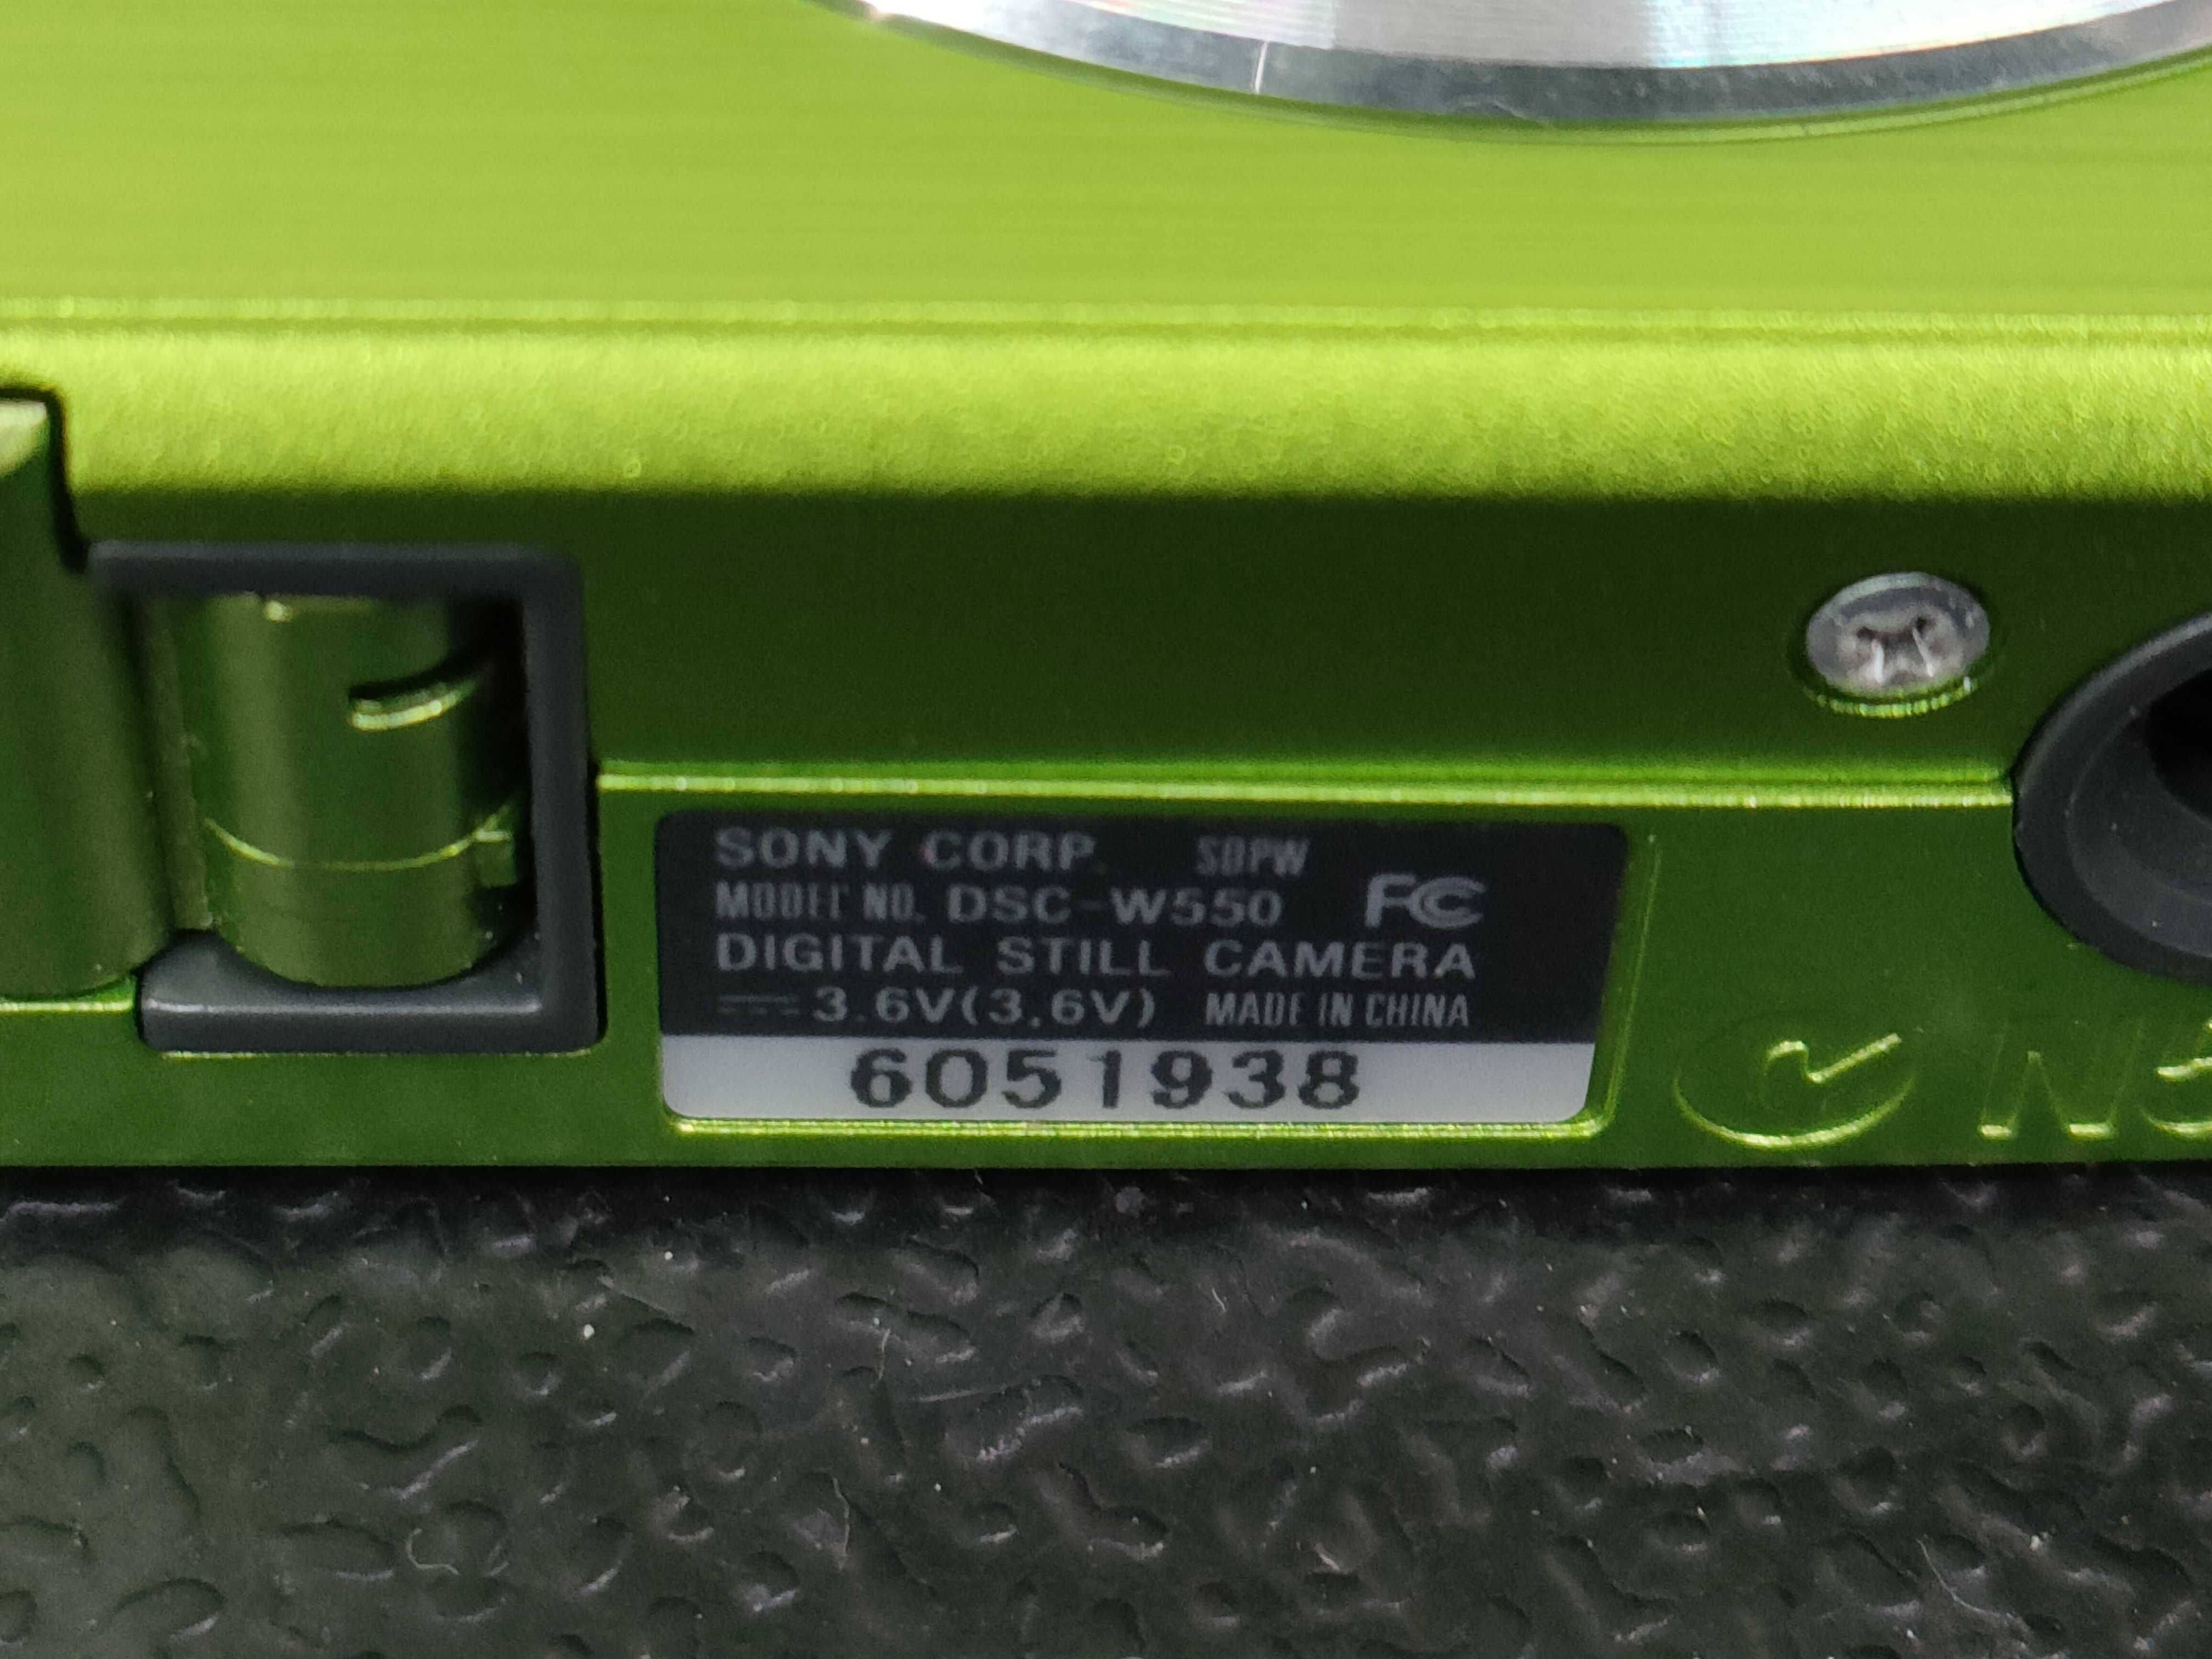 SONY CORP. SDPW
MODEL NO. DSC-W550 FC
DIGITAL STILL CAMERA
3.6V(3.6V) MADE IN CHINA
6051938